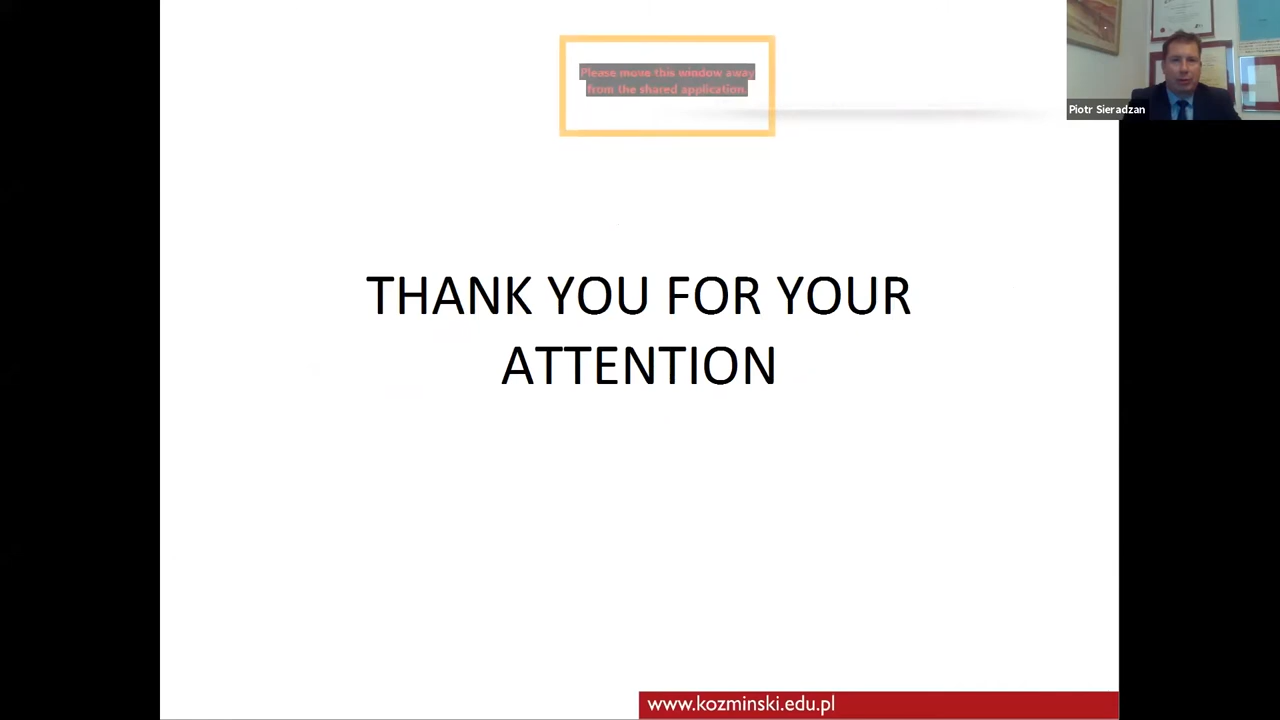 Please move this window away
from the shared application.
Piotr Sieradzan
THANK YOU FOR YOUR
ATTENTION
www.kozminski.edu.pl